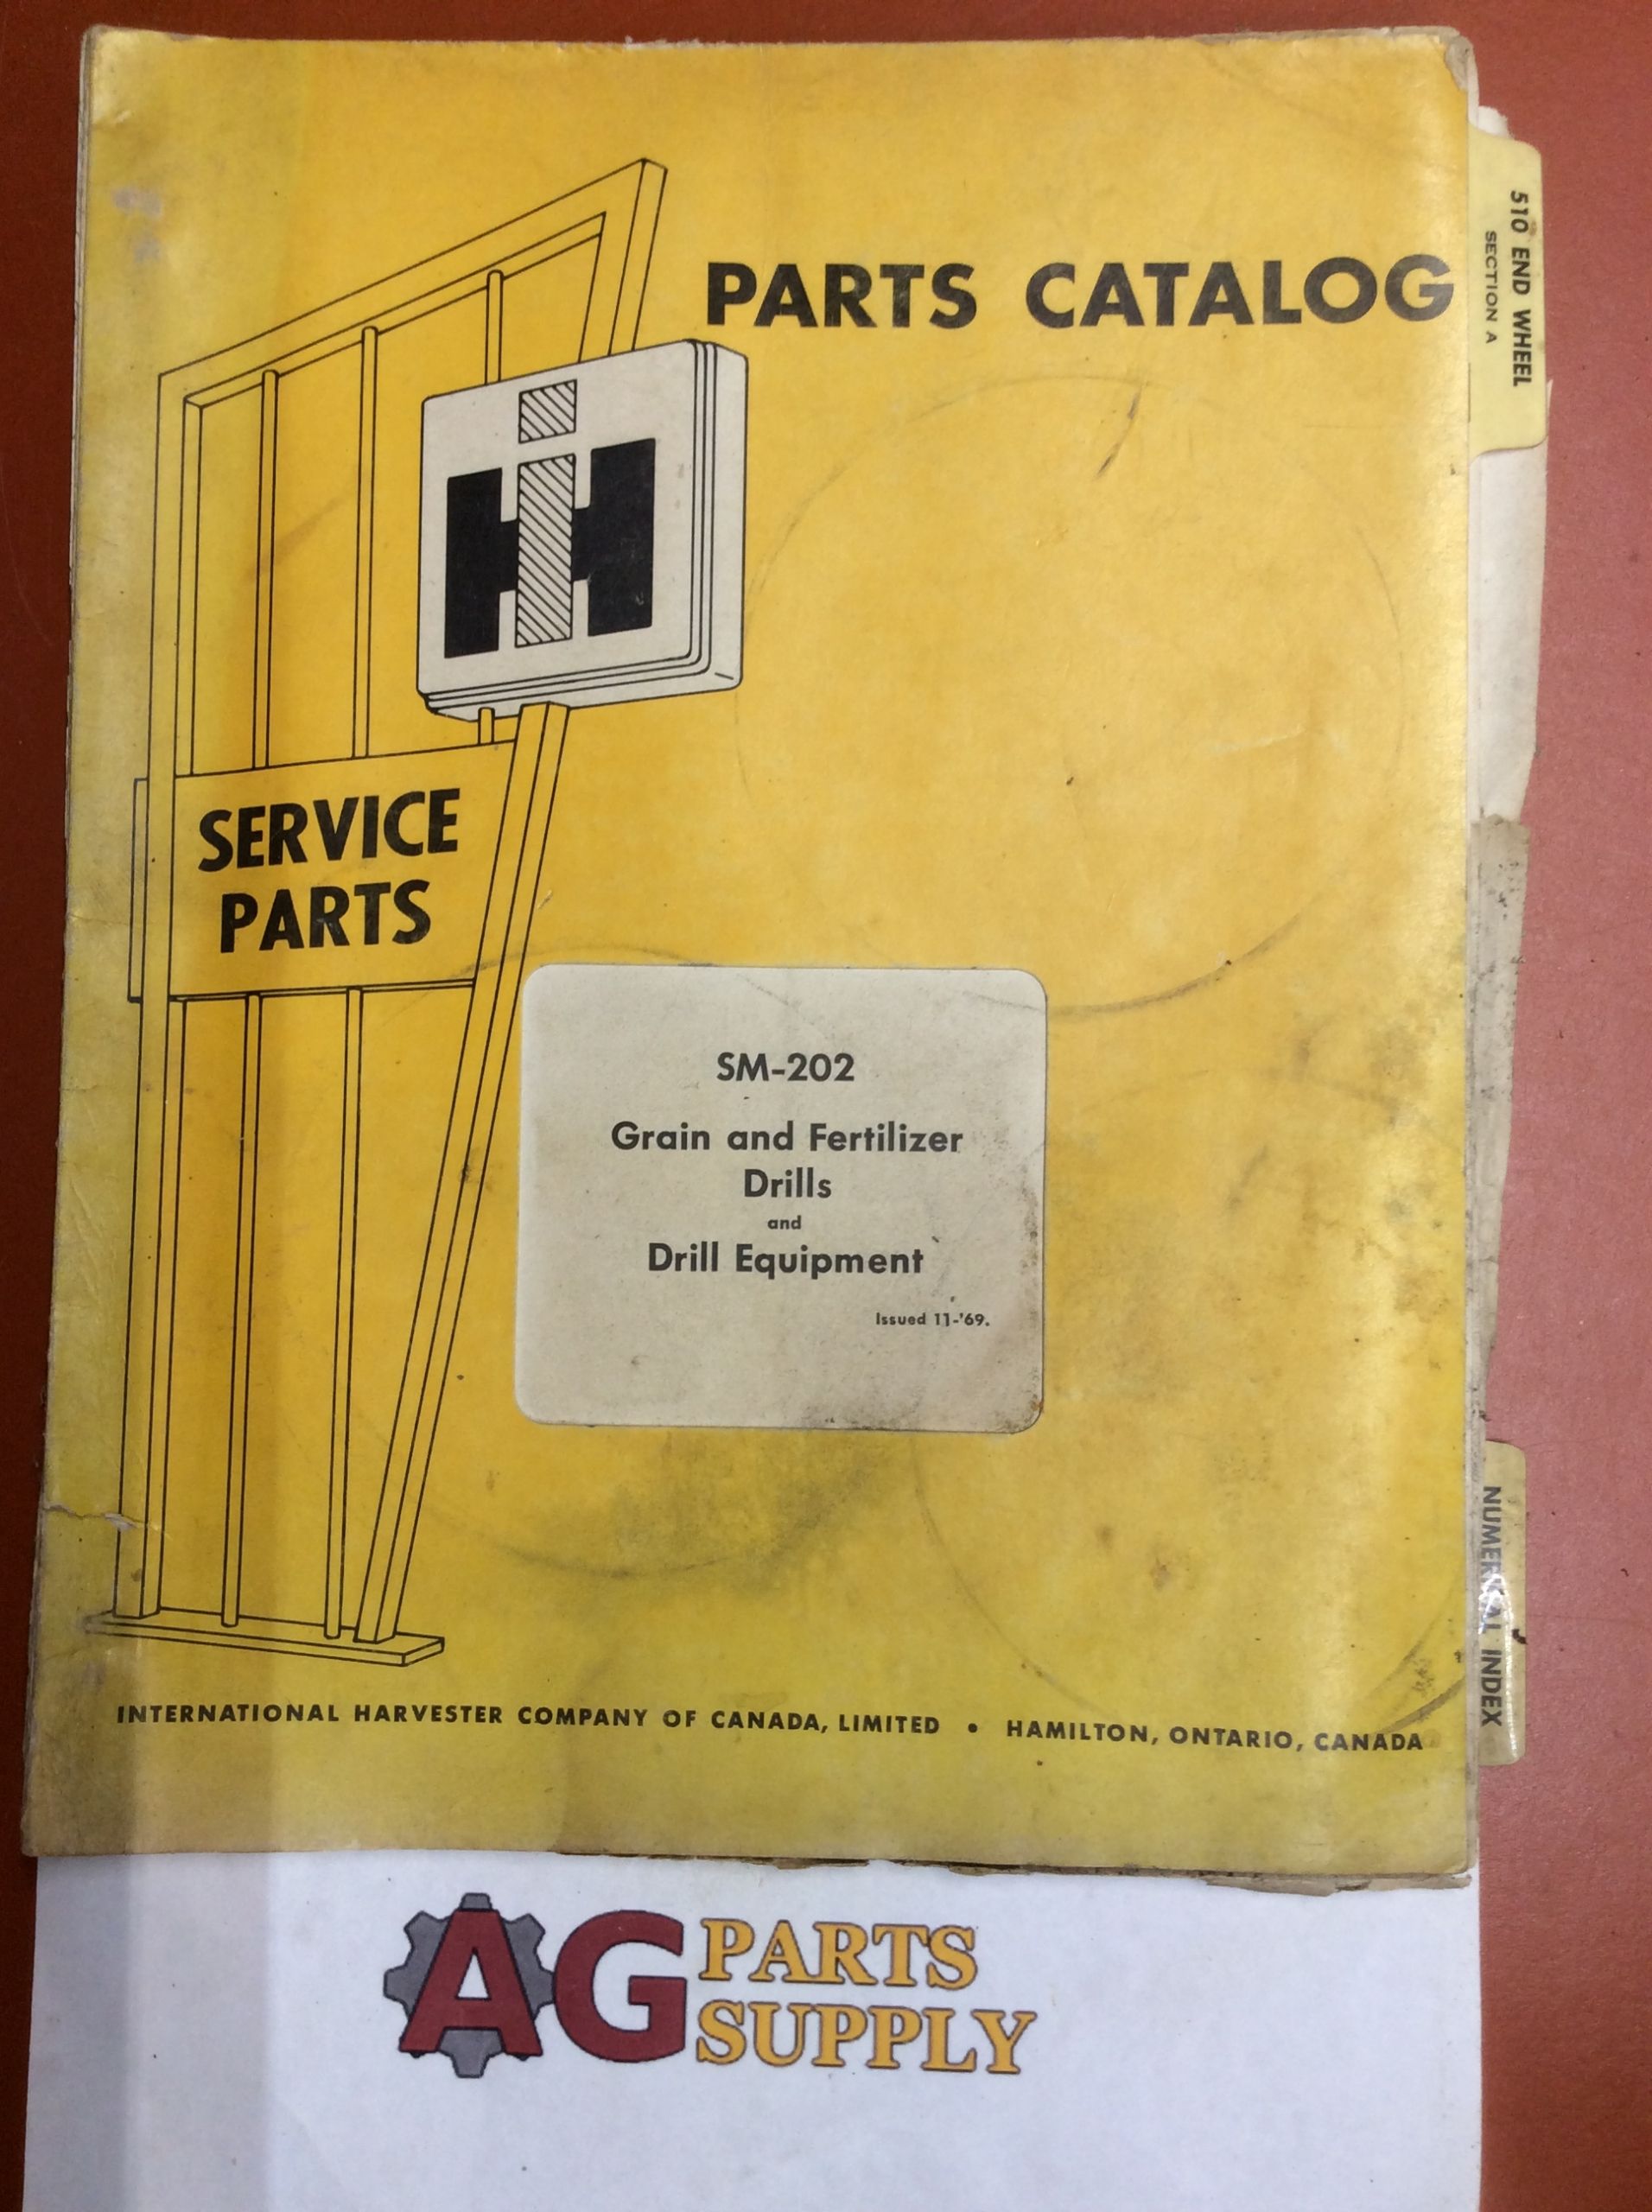 PARTS CATALOG
510 END WHEEL
SECTION A
IH
SERVICE
PARTS
SM-202
Grain and Fertilizer
Drills
and
Drill Equipment
Issued 11-'69.
NUMERICAL INDEX
INTERNATIONAL HARVESTER COMPANY OF CANADA, LIMITED • HAMILTON, ONTARIO, CANADA
AG PARTS
SUPPLY